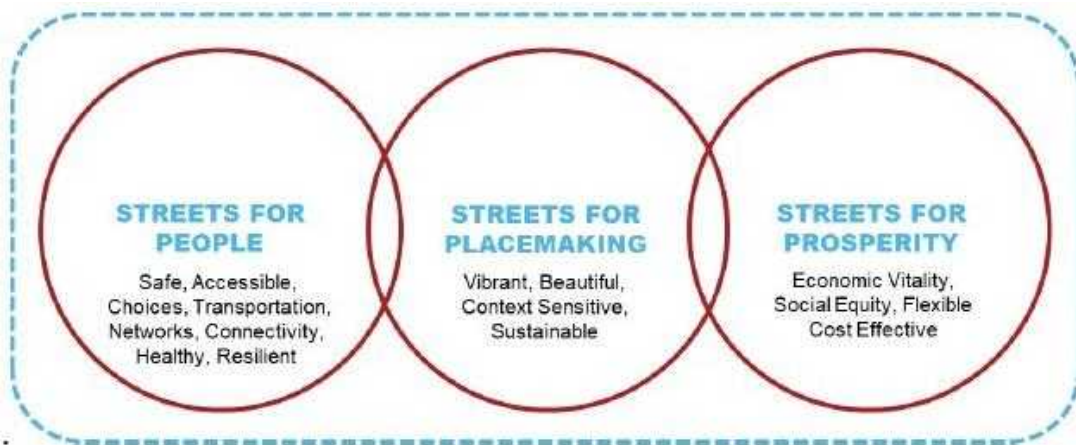 STREETS FOR
PEOPLE
Safe, Accessible,
Choices, Transportation,
Networks, Connectivity,
Healthy, Resilient
STREETS FOR
PLACEMAKING
Vibrant, Beautiful,
Context Sensitive,
Sustainable
STREETS FOR
PROSPERITY
Economic Vitality,
Social Equity, Flexible
Cost Effective